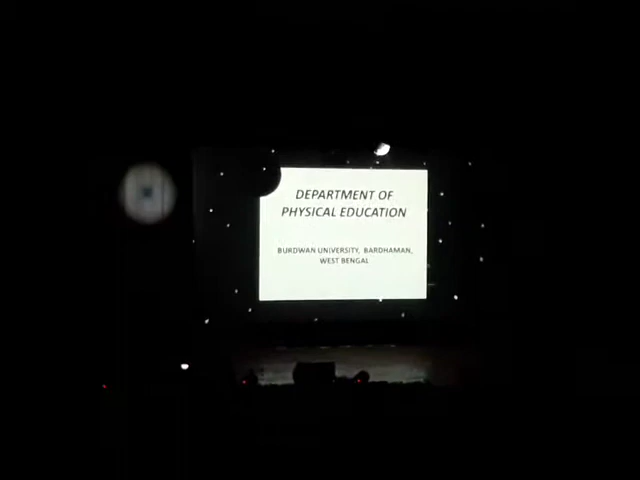 DEPARTMENT OF
PHYSICAL EDUCATION
BURDWAN UNIVERSITY, BARDHAMAN,
WEST BENGAL